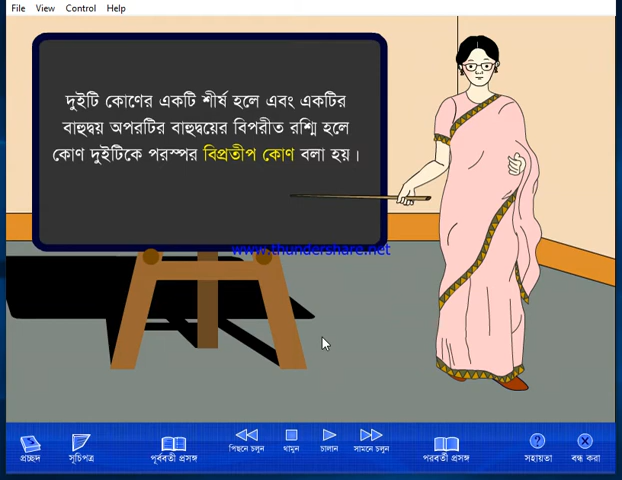 File View Control Help
দুইটি কোণের একটি শীর্ষ হলে এবং একটির
বাহুদ্বয় অপরটির বাহুদ্বয়ের বিপরীত রশ্মি হলে
কোণ দুইটিকে পরস্পর বিপ্রতীপ কোণ বলা হয়।
www.thundershare.net
প্রচ্ছদ সূচিপত্র পূর্ববর্তী প্রসঙ্গ পিছনে চলুন থামুন চালান সামনে চলুন পরবর্তী প্রসঙ্গ সহায়তা বন্ধ করা